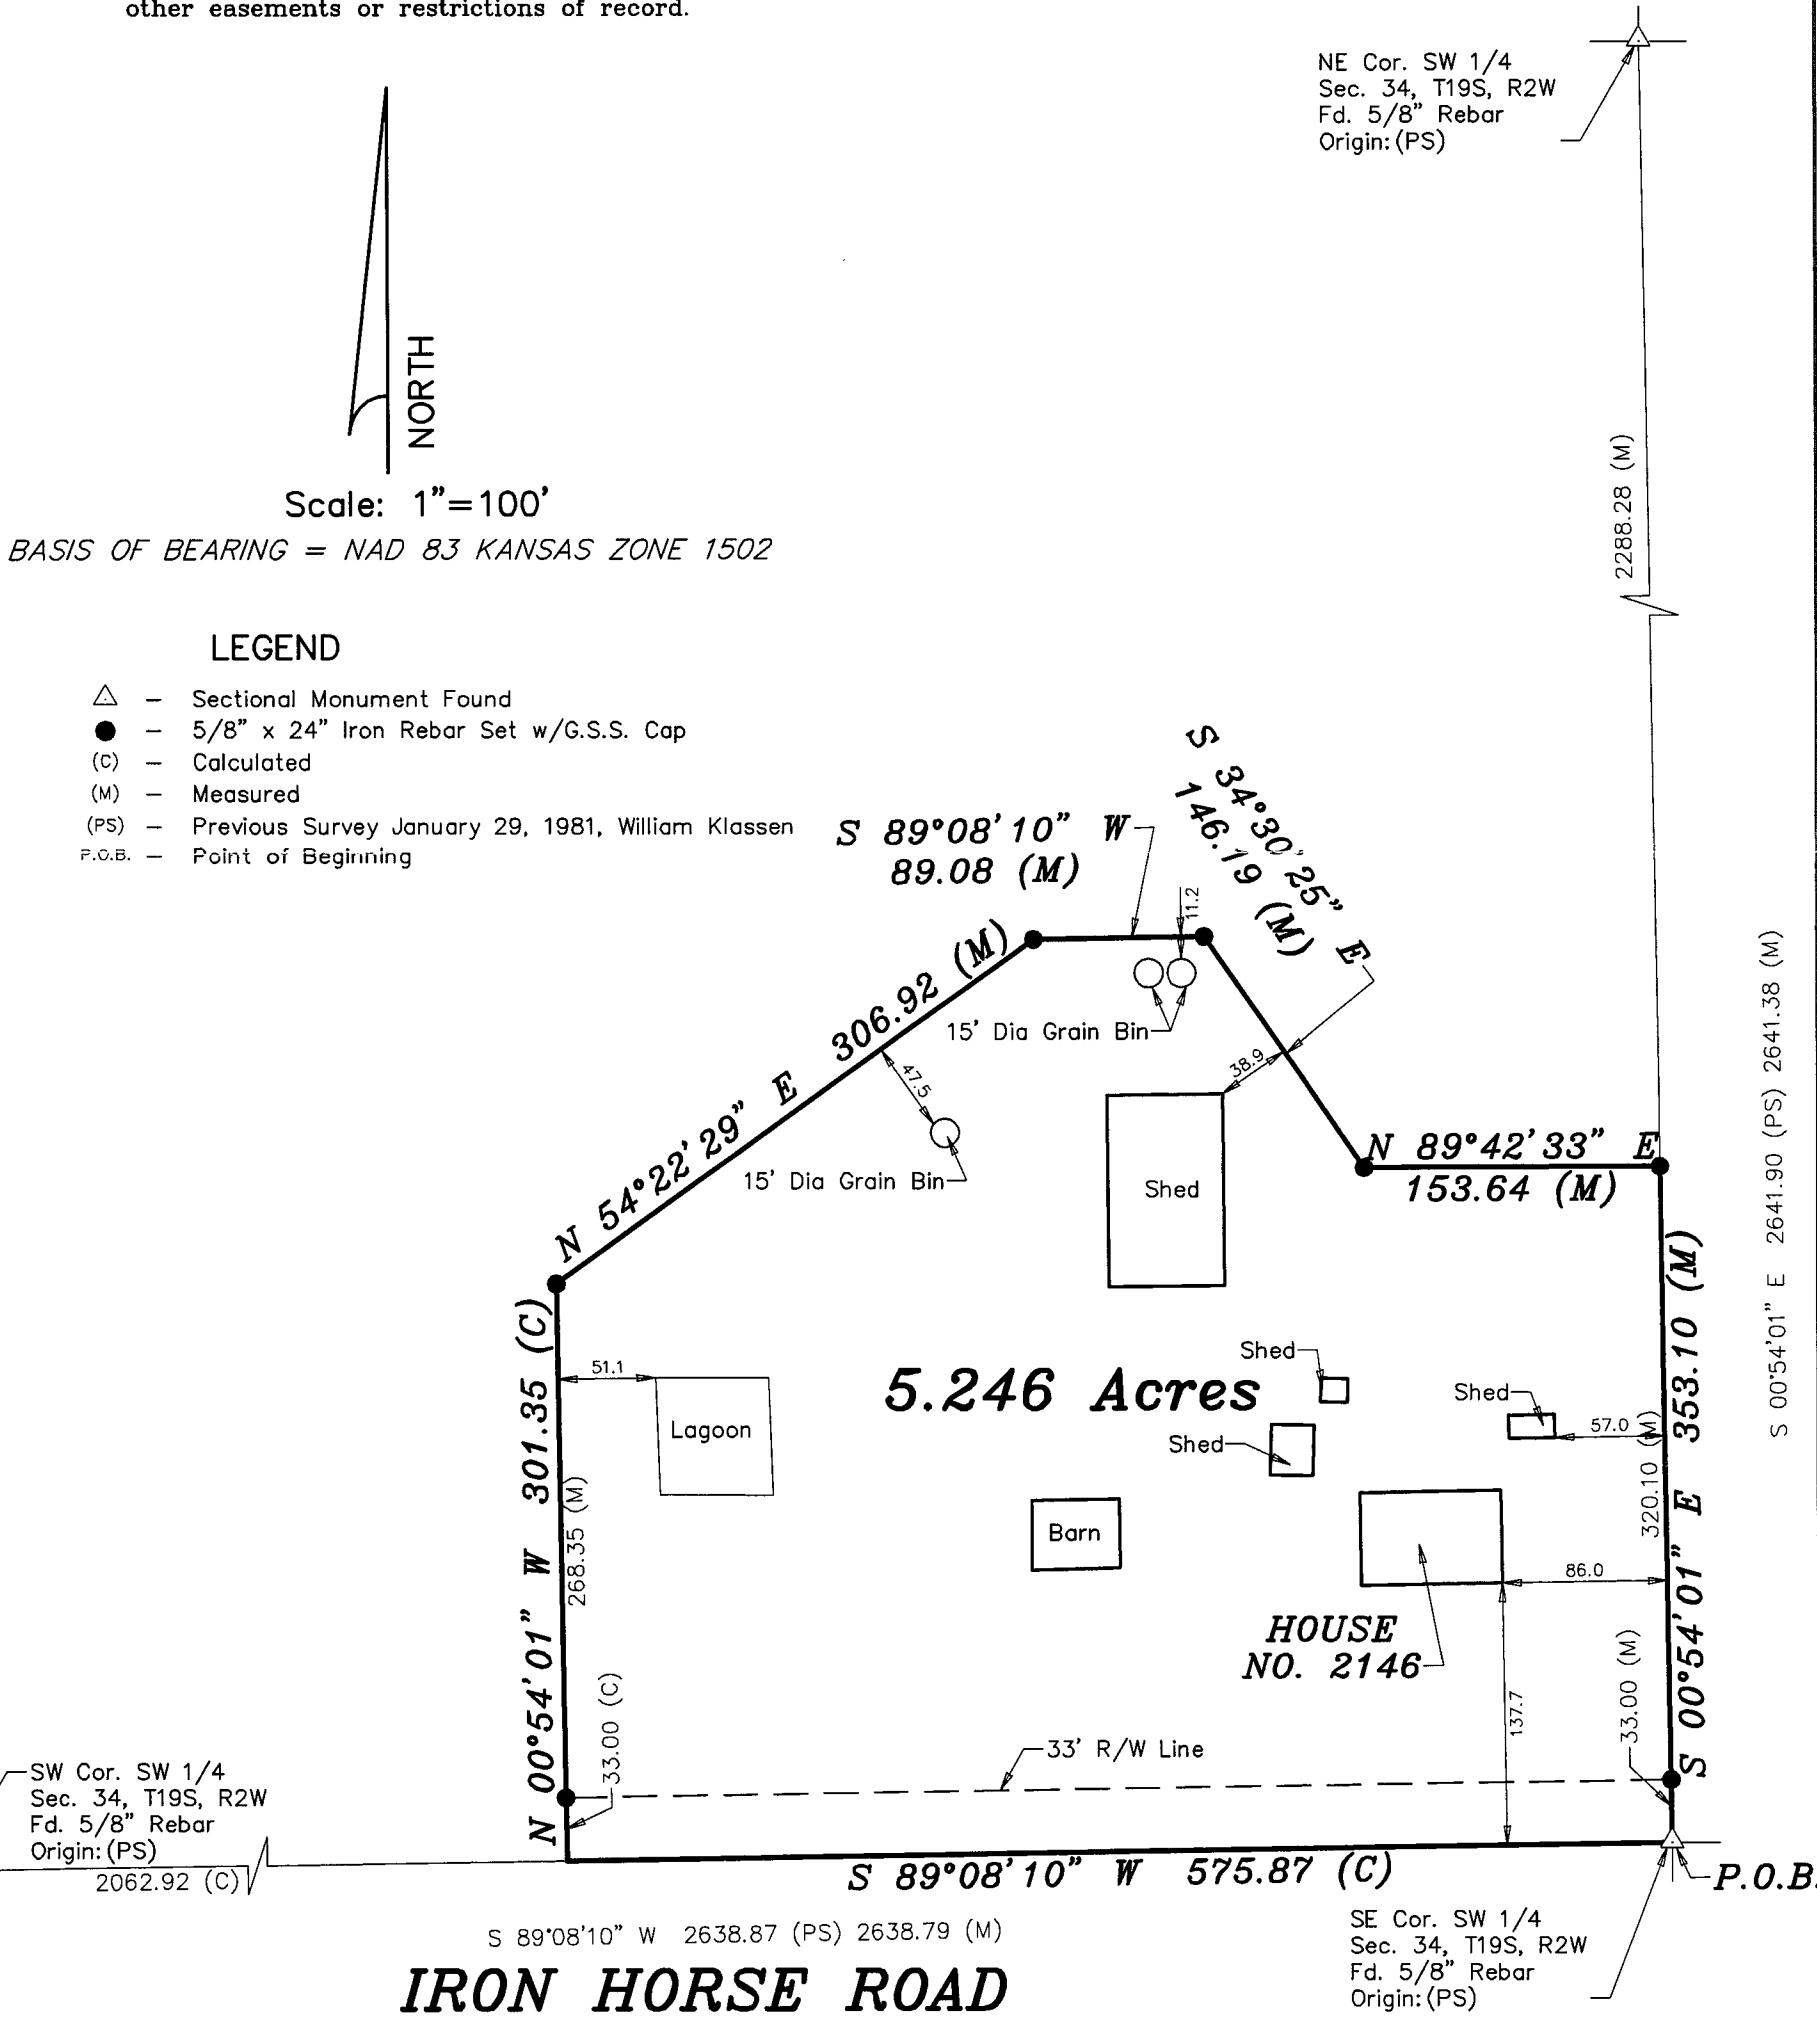 other easements or restrictions of record.
NE Cor. SW 1/4
Sec. 34, T19S, R2W
Fd. 5/8" Rebar
Origin: (PS)
NORTH
Scale: 1"=100'
BASIS OF BEARING = NAD 83 KANSAS ZONE 1502
2288.28 (M)
LEGEND
△ — Sectional Monument Found
● — 5/8" x 24" Iron Rebar Set w/G.S.S. Cap
(C) — Calculated
(M) — Measured
(PS) — Previous Survey January 29, 1981, William Klassen
P.O.B. — Point of Beginning
S 89°08'10" W
89.08 (M)
S 34°30'25" E
146.19 (M)
11.2
N 54°22'29" E 306.92 (M)
15' Dia Grain Bin
47.5
15' Dia Grain Bin
38.9
Shed
N 89°42'33" E
153.64 (M)
S 00°54'01" E 2641.90 (PS) 2641.38 (M)
N 00°54'01" W 301.35 (C)
268.35 (M)
33.00 (C)
51.1
Lagoon
5.246 Acres
Shed
Shed
Shed
57.0
S 00°54'01" E 353.10 (M)
320.10 (M)
33.00 (M)
Barn
86.0
HOUSE
NO. 2146
137.7
33' R/W Line
SW Cor. SW 1/4
Sec. 34, T19S, R2W
Fd. 5/8" Rebar
Origin: (PS)
2062.92 (C)
S 89°08'10" W 575.87 (C)
P.O.B.
S 89°08'10" W 2638.87 (PS) 2638.79 (M)
IRON HORSE ROAD
SE Cor. SW 1/4
Sec. 34, T19S, R2W
Fd. 5/8" Rebar
Origin: (PS)